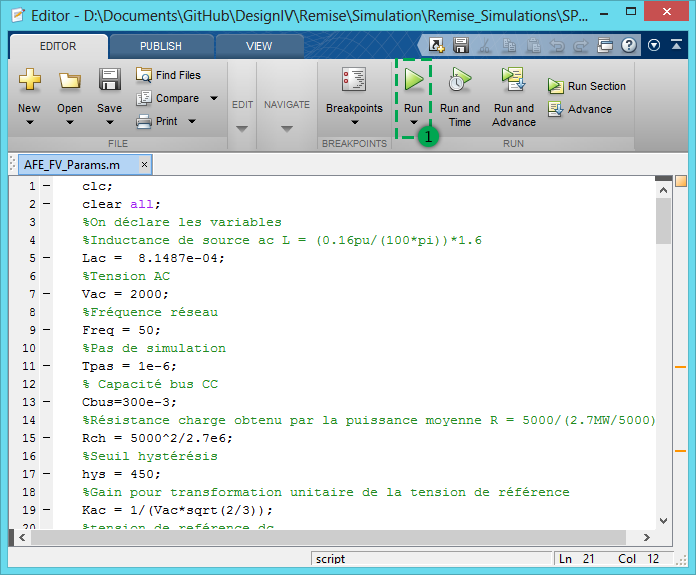 Editor - D:\Documents\GitHub\DesignIV\Remise\Simulation\Remise_Simulations\SP...
EDITOR PUBLISH VIEW
New Open Save Find Files Compare Print
FILE
EDIT
NAVIGATE
Breakpoints
BREAKPOINTS
Run Run and Time Run and Advance Run Section Advance
1
RUN
AFE_FV_Params.m ×
1 – clc;
2 – clear all;
3 %On déclare les variables
4 %Inductance de source ac L = (0.16pu/(100*pi))*1.6
5 – Lac =  8.1487e-04;
6 %Tension AC
7 – Vac = 2000;
8 %Fréquence réseau
9 – Freq = 50;
10 %Pas de simulation
11 – Tpas = 1e-6;
12 % Capacité bus CC
13 – Cbus=300e-3;
14 %Résistance charge obtenu par la puissance moyenne R = 5000/(2.7MW/5000)
15 – Rch = 5000^2/2.7e6;
16 %Seuil hystérésis
17 – hys = 450;
18 %Gain pour transformation unitaire de la tension de référence
19 – Kac = 1/(Vac*sqrt(2/3));
20 %tension de reférence dc
script Ln 21 Col 12